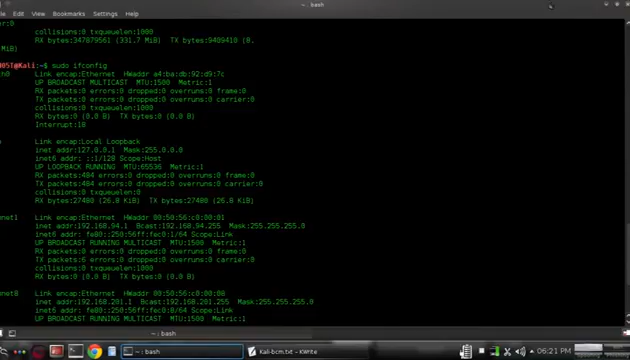 ~ : bash
File View Bookmarks Settings Help
collisions:0 txqueuelen:1000
RX bytes:347879561 (331.7 MiB) TX bytes:9409410 (8.
MiB)
@Kali:~$ sudo ifconfig
Link encap:Ethernet HWaddr a4:ba:db:92:d9:7c
UP BROADCAST MULTICAST MTU:1500 Metric:1
RX packets:0 errors:0 dropped:0 overruns:0 frame:0
TX packets:0 errors:0 dropped:0 overruns:0 carrier:0
collisions:0 txqueuelen:1000
RX bytes:0 (0.0 B) TX bytes:0 (0.0 B)
Interrupt:18
Link encap:Local Loopback
inet addr:127.0.0.1 Mask:255.0.0.0
inet6 addr: ::1/128 Scope:Host
UP LOOPBACK RUNNING MTU:65536 Metric:1
RX packets:484 errors:0 dropped:0 overruns:0 frame:0
TX packets:484 errors:0 dropped:0 overruns:0 carrier:0
collisions:0 txqueuelen:0
RX bytes:27480 (26.8 KiB) TX bytes:27480 (26.8 KiB)
net1 Link encap:Ethernet HWaddr 00:50:56:c0:00:01
inet addr:192.168.94.1 Bcast:192.168.94.255 Mask:255.255.255.0
inet6 addr: fe80::250:56ff:fec0:1/64 Scope:Link
UP BROADCAST RUNNING MULTICAST MTU:1500 Metric:1
RX packets:0 errors:0 dropped:0 overruns:0 frame:0
TX packets:6 errors:0 dropped:0 overruns:0 carrier:0
collisions:0 txqueuelen:1000
RX bytes:0 (0.0 B) TX bytes:0 (0.0 B)
net8 Link encap:Ethernet HWaddr 00:50:56:c0:00:08
inet addr:192.168.201.1 Bcast:192.168.201.255 Mask:255.255.255.0
inet6 addr: fe80::250:56ff:fec0:8/64 Scope:Link
UP BROADCAST RUNNING MULTICAST MTU:1500 Metric:1
~ : bash
~ : bash
Kali-bcm.txt – KWrite
06:21 PM